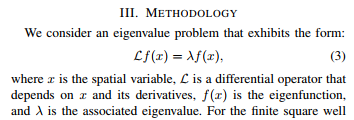 III. METHODOLOGY
We consider an eigenvalue problem that exhibits the form:
ℒf(x) = λf(x), (3)
where x is the spatial variable, ℒ is a differential operator that
depends on x and its derivatives, f(x) is the eigenfunction,
and λ is the associated eigenvalue. For the finite square well